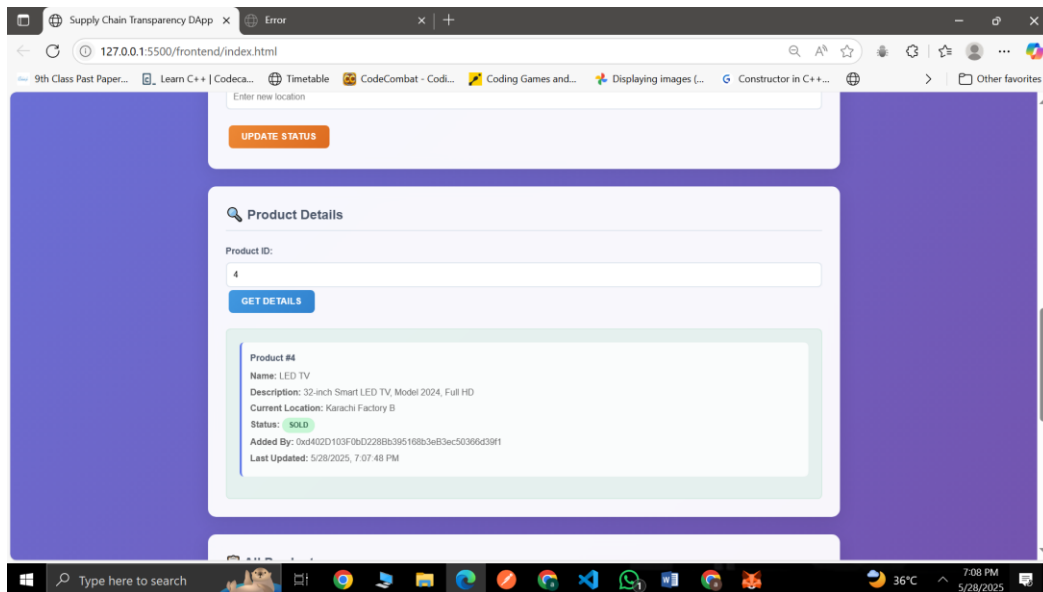 Supply Chain Transparency DApp
Error
127.0.0.1:5500/frontend/index.html
9th Class Past Paper...
Learn C++ | Codeca...
Timetable
CodeCombat - Codi...
Coding Games and...
Displaying images (...
Constructor in C++...
Other favorites
Enter new location
UPDATE STATUS
Product Details
Product ID:
4
GET DETAILS
Product #4
Name: LED TV
Description: 32-inch Smart LED TV, Model 2024, Full HD
Current Location: Karachi Factory B
Status: SOLD
Added By: 0xd402D103F0bD228Bb395168b3eB3ec50366d39f1
Last Updated: 5/28/2025, 7:07:48 PM
Type here to search
36°C
7:08 PM
5/28/2025